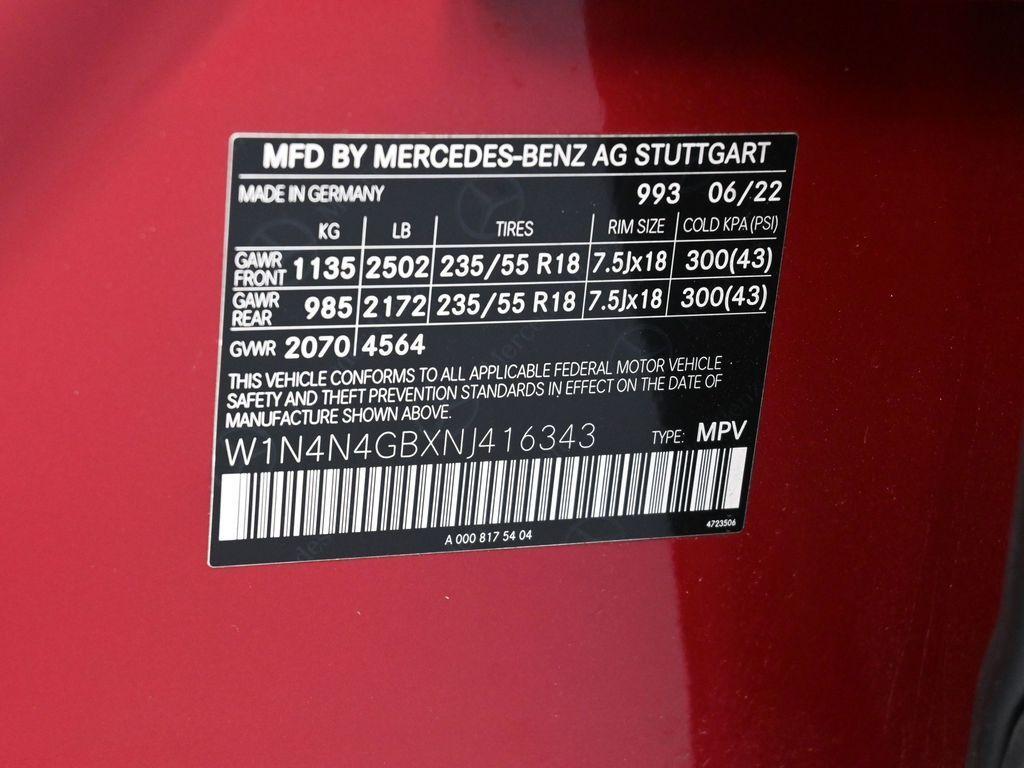 MFD BY MERCEDES-BENZ AG STUTTGART
MADE IN GERMANY 993 06/22
KG LB TIRES RIM SIZE COLD KPA (PSI)
GAWR FRONT 1135 2502 235/55 R18 7.5Jx18 300(43)
GAWR REAR 985 2172 235/55 R18 7.5Jx18 300(43)
GVWR 2070 4564
THIS VEHICLE CONFORMS TO ALL APPLICABLE FEDERAL MOTOR VEHICLE
SAFETY AND THEFT PREVENTION STANDARDS IN EFFECT ON THE DATE OF
MANUFACTURE SHOWN ABOVE.
W1N4N4GBXNJ416343 TYPE: MPV
4723506
A 000 817 54 04